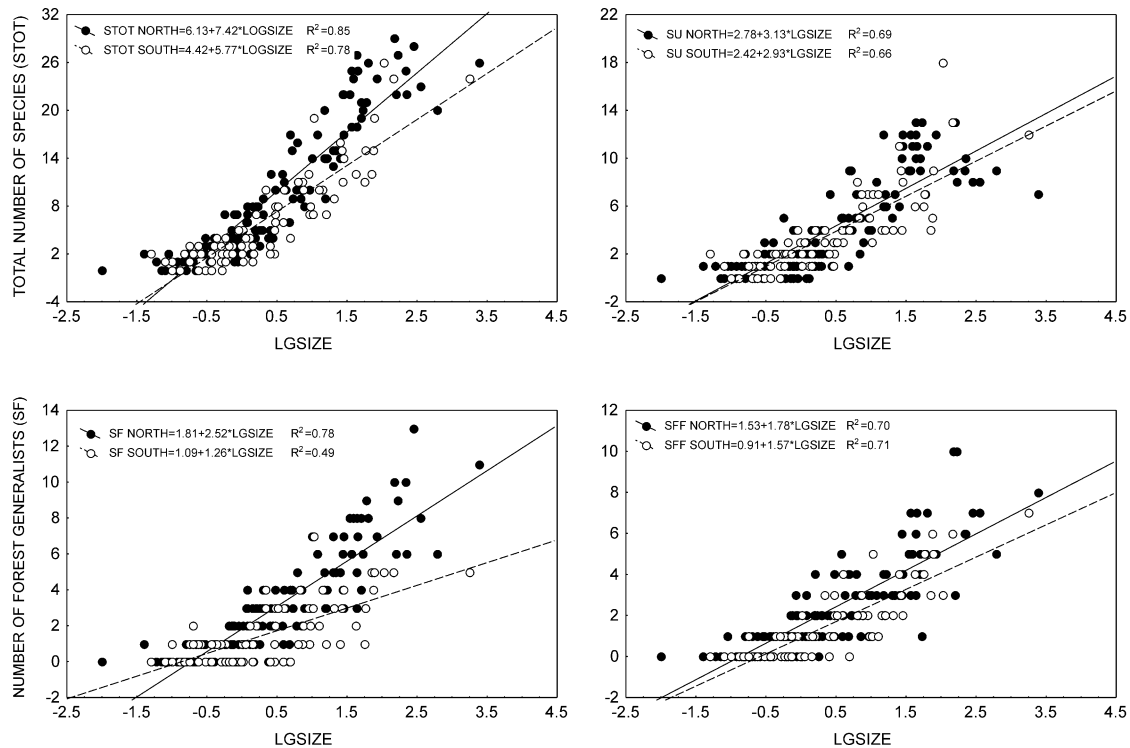 STOT NORTH=6.13+7.42*LOGSIZE R²=0.85
STOT SOUTH=4.42+5.77*LOGSIZE R²=0.78
TOTAL NUMBER OF SPECIES (STOT)
32
26
20
14
8
2
-4
-2.5 -1.5 -0.5 0.5 1.5 2.5 3.5 4.5
LGSIZE
SU NORTH=2.78+3.13*LGSIZE R²=0.69
SU SOUTH=2.42+2.93*LGSIZE R²=0.66
22
18
14
10
6
2
-2
-2.5 -1.5 -0.5 0.5 1.5 2.5 3.5 4.5
LGSIZE
SF NORTH=1.81+2.52*LGSIZE R²=0.78
SF SOUTH=1.09+1.26*LGSIZE R²=0.49
NUMBER OF FOREST GENERALISTS (SF)
14
12
10
8
6
4
2
0
-2
-2.5 -1.5 -0.5 0.5 1.5 2.5 3.5 4.5
LGSIZE
SFF NORTH=1.53+1.78*LGSIZE R²=0.70
SFF SOUTH=0.91+1.57*LGSIZE R²=0.71
12
10
8
6
4
2
0
-2
-2.5 -1.5 -0.5 0.5 1.5 2.5 3.5 4.5
LGSIZE